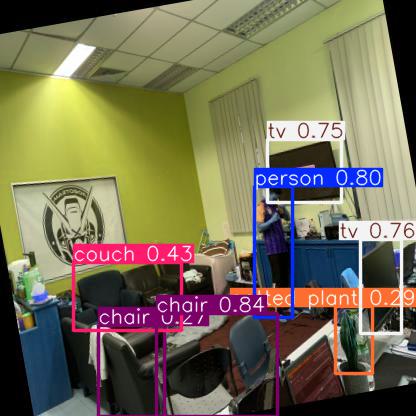 tv 0.75
person 0.80
tv 0.76
couch 0.43
ted plant 0.29
chair 0.84
chair 0.27